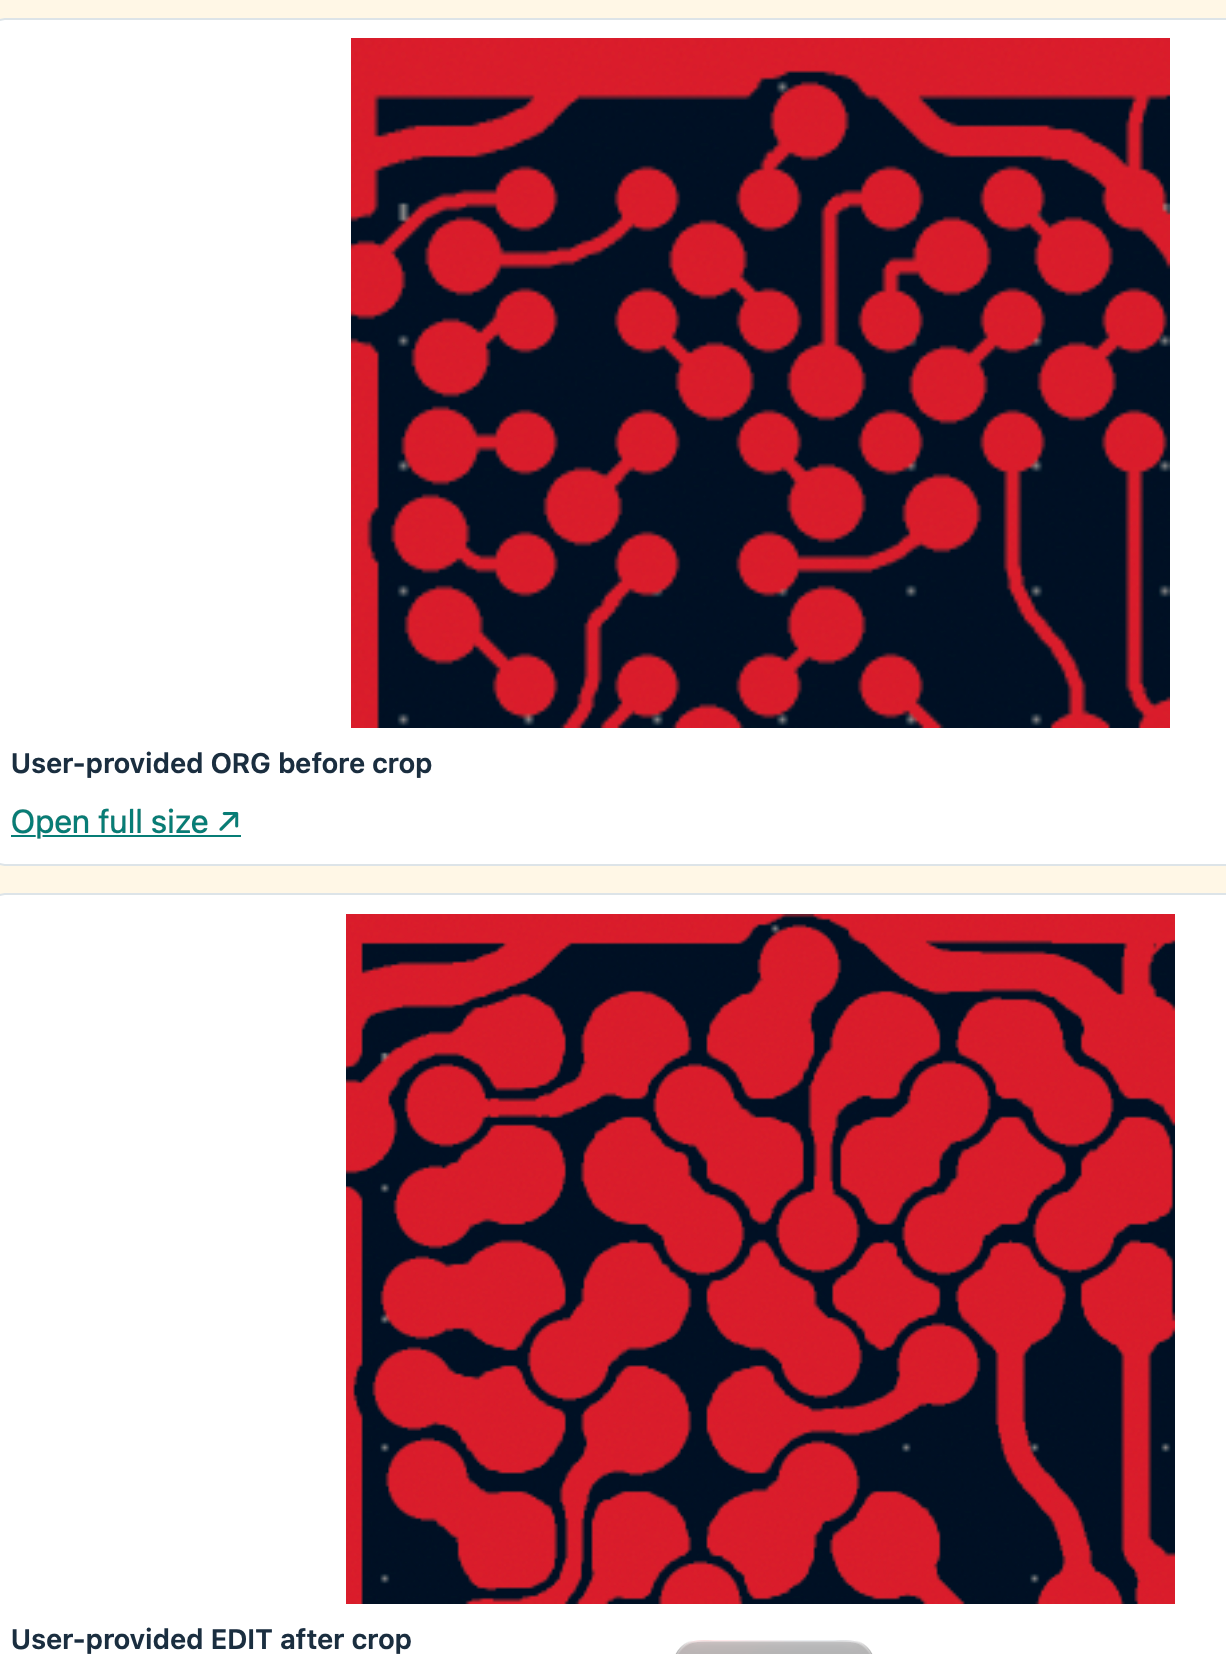 User-provided ORG before crop
Open full size ↗
User-provided EDIT after crop